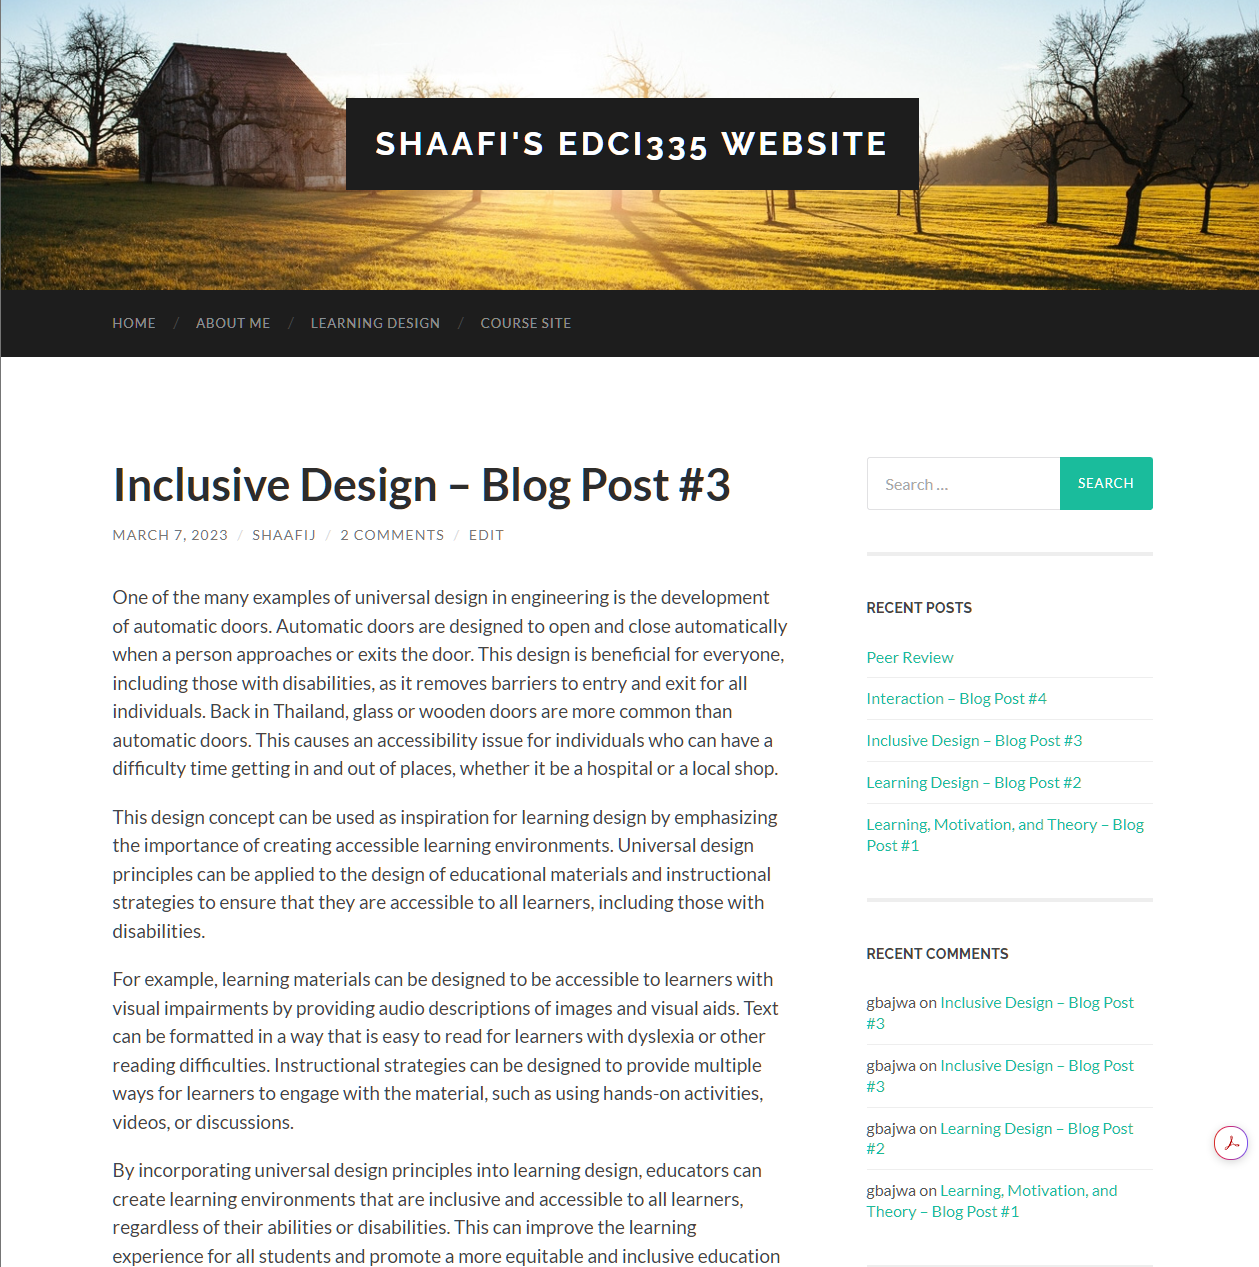 SHAAFI'S EDCI335 WEBSITE
HOME / ABOUT ME / LEARNING DESIGN / COURSE SITE
Inclusive Design – Blog Post #3
MARCH 7, 2023 / SHAAFIJ / 2 COMMENTS / EDIT
One of the many examples of universal design in engineering is the development
of automatic doors. Automatic doors are designed to open and close automatically
when a person approaches or exits the door. This design is beneficial for everyone,
including those with disabilities, as it removes barriers to entry and exit for all
individuals. Back in Thailand, glass or wooden doors are more common than
automatic doors. This causes an accessibility issue for individuals who can have a
difficulty time getting in and out of places, whether it be a hospital or a local shop.
This design concept can be used as inspiration for learning design by emphasizing
the importance of creating accessible learning environments. Universal design
principles can be applied to the design of educational materials and instructional
strategies to ensure that they are accessible to all learners, including those with
disabilities.
For example, learning materials can be designed to be accessible to learners with
visual impairments by providing audio descriptions of images and visual aids. Text
can be formatted in a way that is easy to read for learners with dyslexia or other
reading difficulties. Instructional strategies can be designed to provide multiple
ways for learners to engage with the material, such as using hands-on activities,
videos, or discussions.
By incorporating universal design principles into learning design, educators can
create learning environments that are inclusive and accessible to all learners,
regardless of their abilities or disabilities. This can improve the learning
experience for all students and promote a more equitable and inclusive education
Search …
SEARCH
RECENT POSTS
Peer Review
Interaction – Blog Post #4
Inclusive Design – Blog Post #3
Learning Design – Blog Post #2
Learning, Motivation, and Theory – Blog
Post #1
RECENT COMMENTS
gbajwa on Inclusive Design – Blog Post
#3
gbajwa on Inclusive Design – Blog Post
#3
gbajwa on Learning Design – Blog Post
#2
gbajwa on Learning, Motivation, and
Theory – Blog Post #1